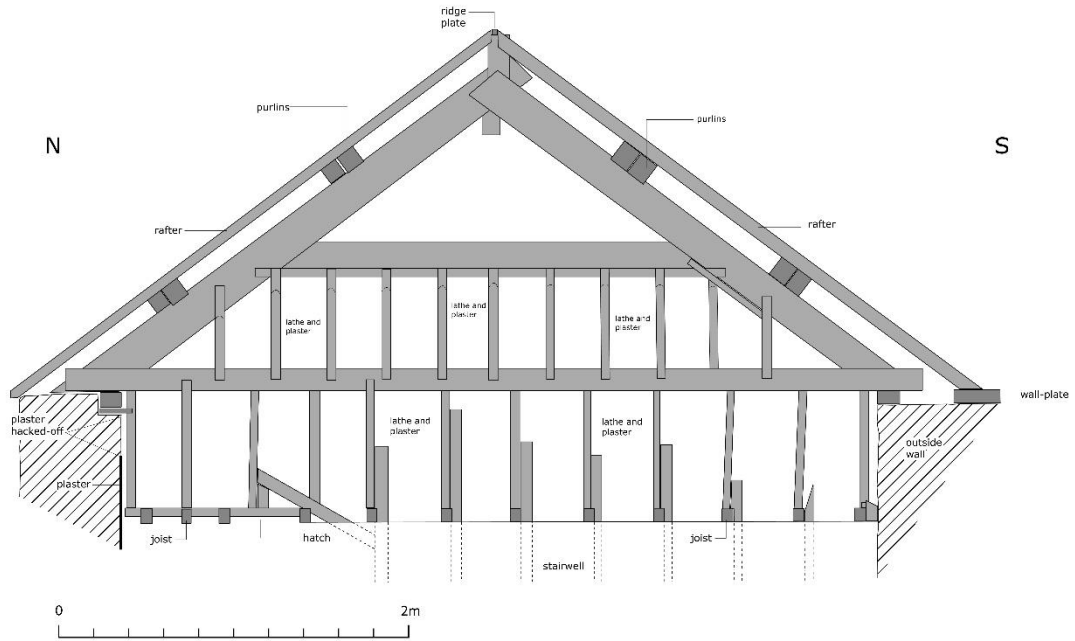 ridge
plate
purlins
purlins
N
S
rafter
rafter
lathe and
plaster
lathe and
plaster
lathe and
plaster
wall-plate
plaster
hacked-off
lathe and
plaster
lathe and
plaster
outside
wall
plaster
joist
hatch
joist
stairwell
0
2m